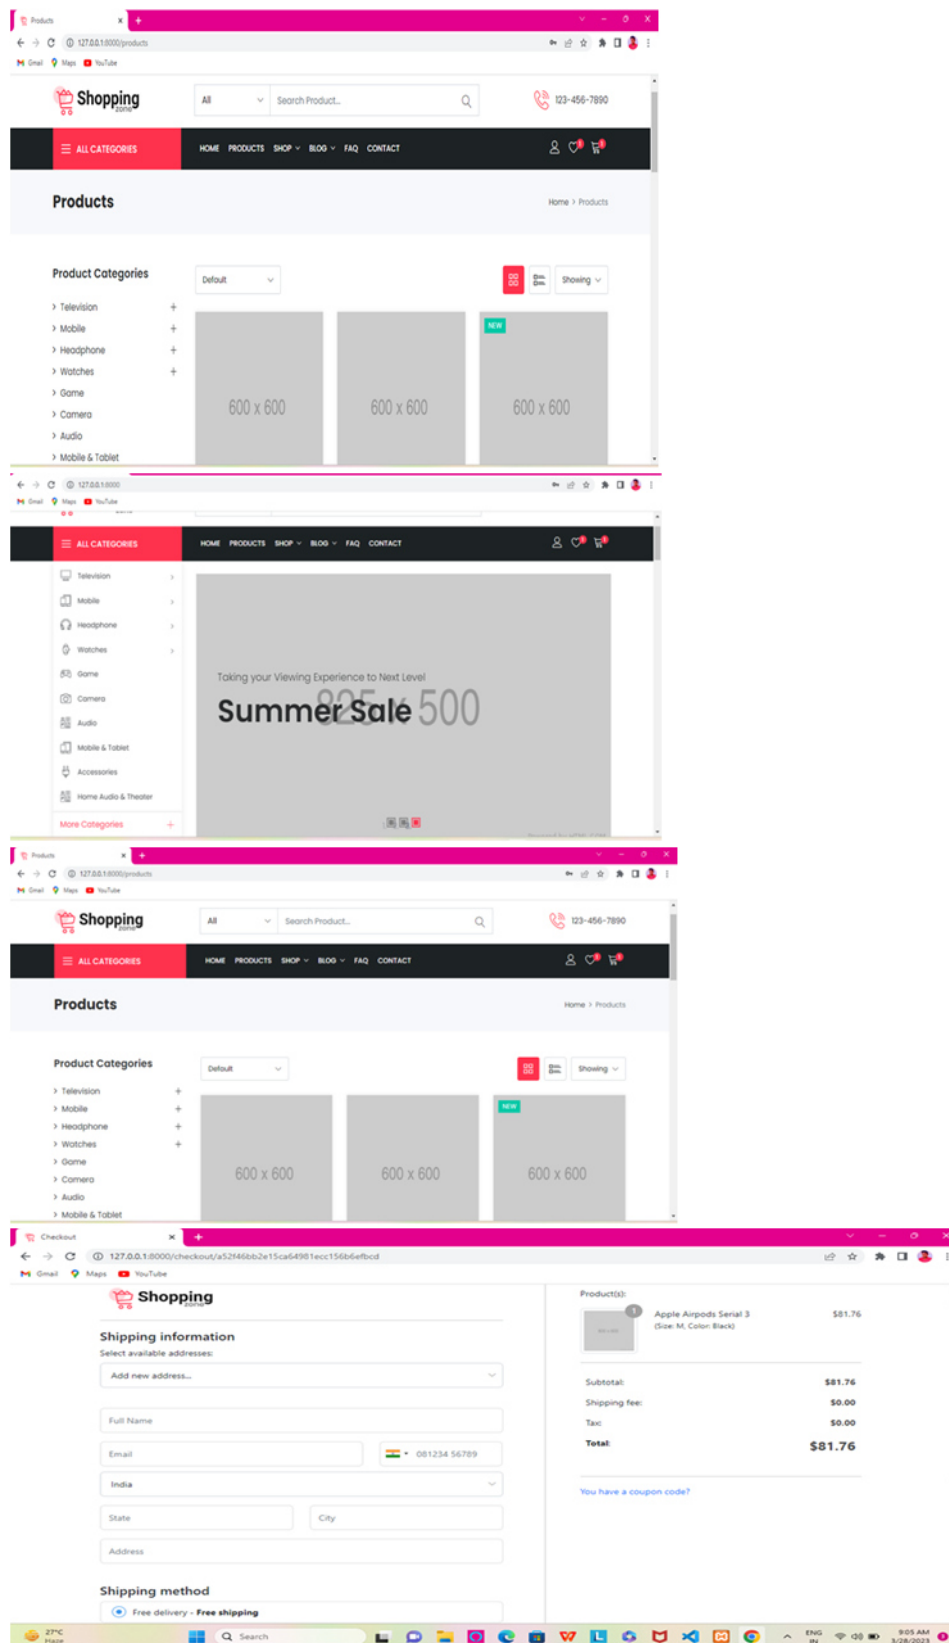 Products
127.0.0.1:8000/products
Gmail Maps YouTube
Shopping
zone
All Search Product... 123-456-7890
ALL CATEGORIES HOME PRODUCTS SHOP BLOG FAQ CONTACT
Products Home > Products
Product Categories Default Showing
> Television +
> Mobile +
> Headphone +
> Watches +
> Game
> Camera
> Audio
> Mobile & Tablet
NEW
600 x 600 600 x 600 600 x 600
127.0.0.1:8000
Gmail Maps YouTube
zone
ALL CATEGORIES HOME PRODUCTS SHOP BLOG FAQ CONTACT
Television
Mobile
Headphone
Watches
Game
Camera
Audio
Mobile & Tablet
Accessories
Home Audio & Theater
More Categories +
Taking your Viewing Experience to Next Level
Summer Sale
825 x 500
Products
127.0.0.1:8000/products
Gmail Maps YouTube
Shopping
zone
All Search Product... 123-456-7890
ALL CATEGORIES HOME PRODUCTS SHOP BLOG FAQ CONTACT
Products Home > Products
Product Categories Default Showing
> Television +
> Mobile +
> Headphone +
> Watches +
> Game
> Camera
> Audio
> Mobile & Tablet
NEW
600 x 600 600 x 600 600 x 600
Checkout
127.0.0.1:8000/checkout/a52f46bb2e15ca64981ecc156b6efbcd
Gmail Maps YouTube
Shopping
zone
Shipping information
Select available addresses:
Add new address...
Full Name
Email 081234 56789
India
State City
Address
Shipping method
Free delivery - Free shipping
Product(s):
1 Apple Airpods Serial 3 $81.76
(Size: M, Color: Black)
Subtotal: $81.76
Shipping fee: $0.00
Tax: $0.00
Total: $81.76
You have a coupon code?
27°C
Haze
Search
ENG
IN
9:05 AM
3/28/2023